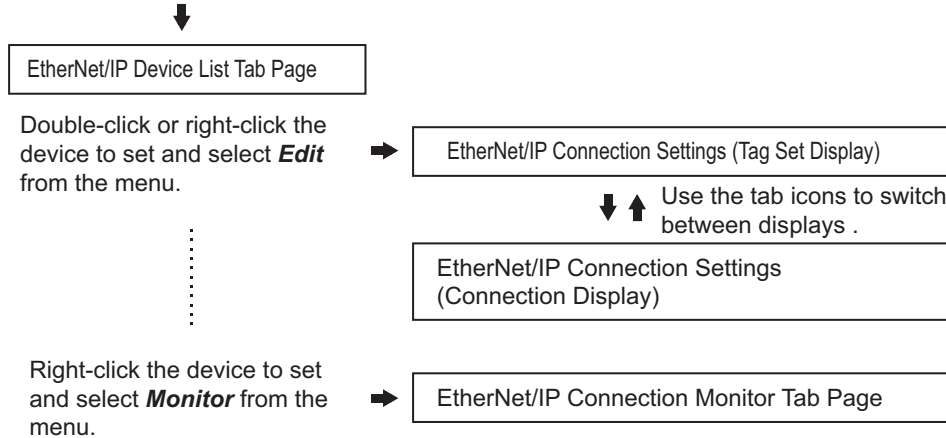 EtherNet/IP Device List Tab Page
Double-click or right-click the
device to set and select Edit
from the menu.
EtherNet/IP Connection Settings (Tag Set Display)
Use the tab icons to switch
between displays .
EtherNet/IP Connection Settings
(Connection Display)
Right-click the device to set
and select Monitor from the
menu.
EtherNet/IP Connection Monitor Tab Page